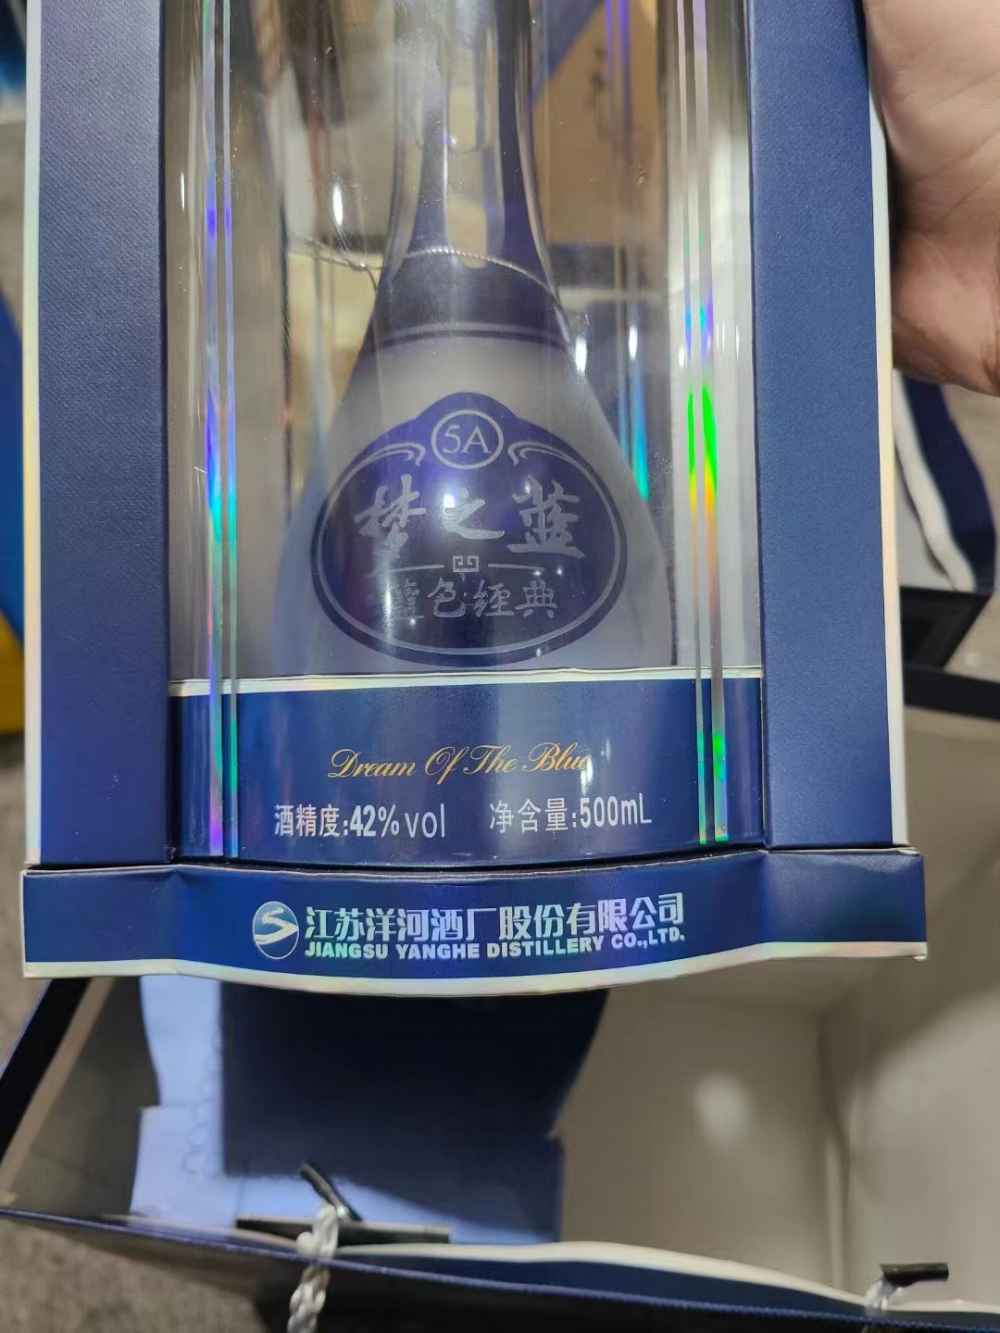 5A
梦之蓝
蓝色经典
Dream Of The Blue
酒精度:42%vol 净含量:500mL
江苏洋河酒厂股份有限公司
JIANGSU YANGHE DISTILLERY CO.,LTD.